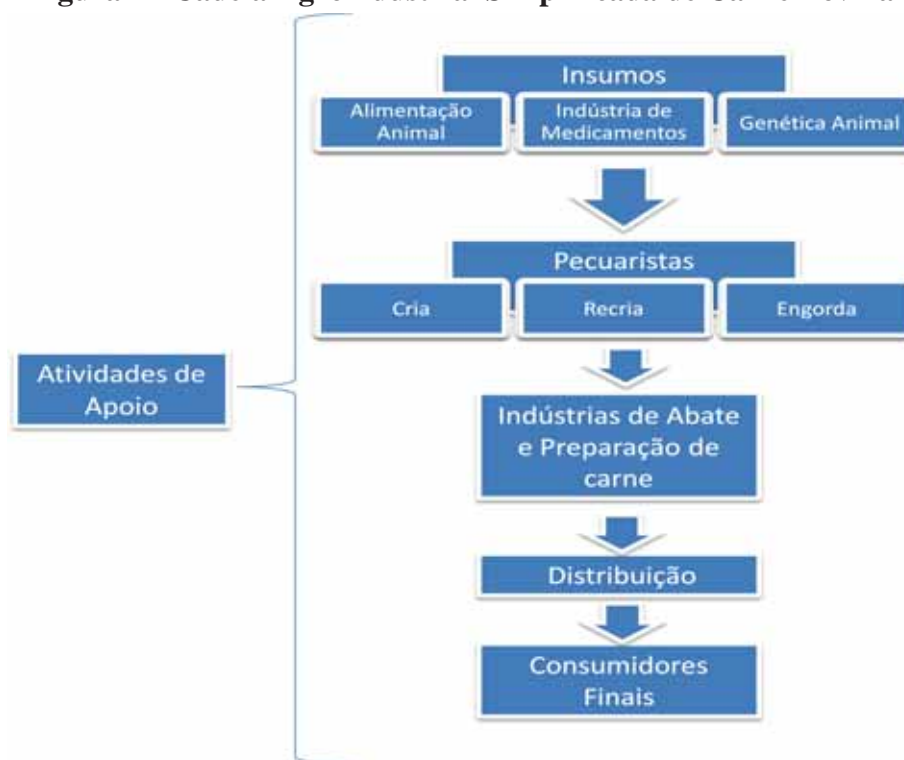 Insumos
Alimentação
Animal
Indústria de
Medicamentos
Genética Animal
Pecuaristas
Cria
Recria
Engorda
Atividades de
Apoio
Indústrias de Abate
e Preparação de
carne
Distribuição
Consumidores
Finais